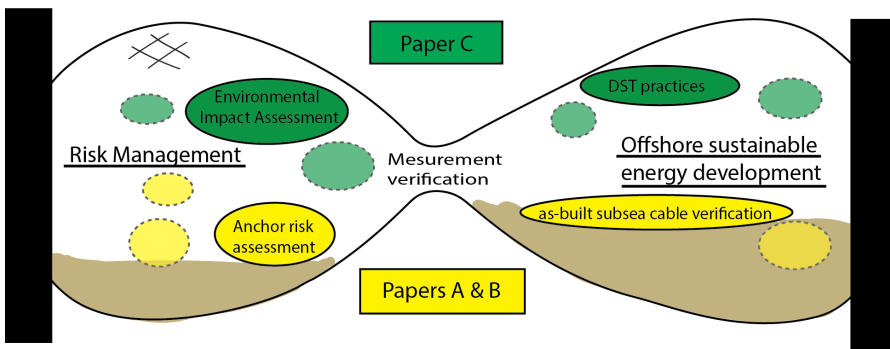 Paper C
Environmental
Impact Assessment
DST practices
Risk Management
Mesurement
verification
Offshore sustainable
energy development
Anchor risk
assessment
as-built subsea cable verification
Papers A & B